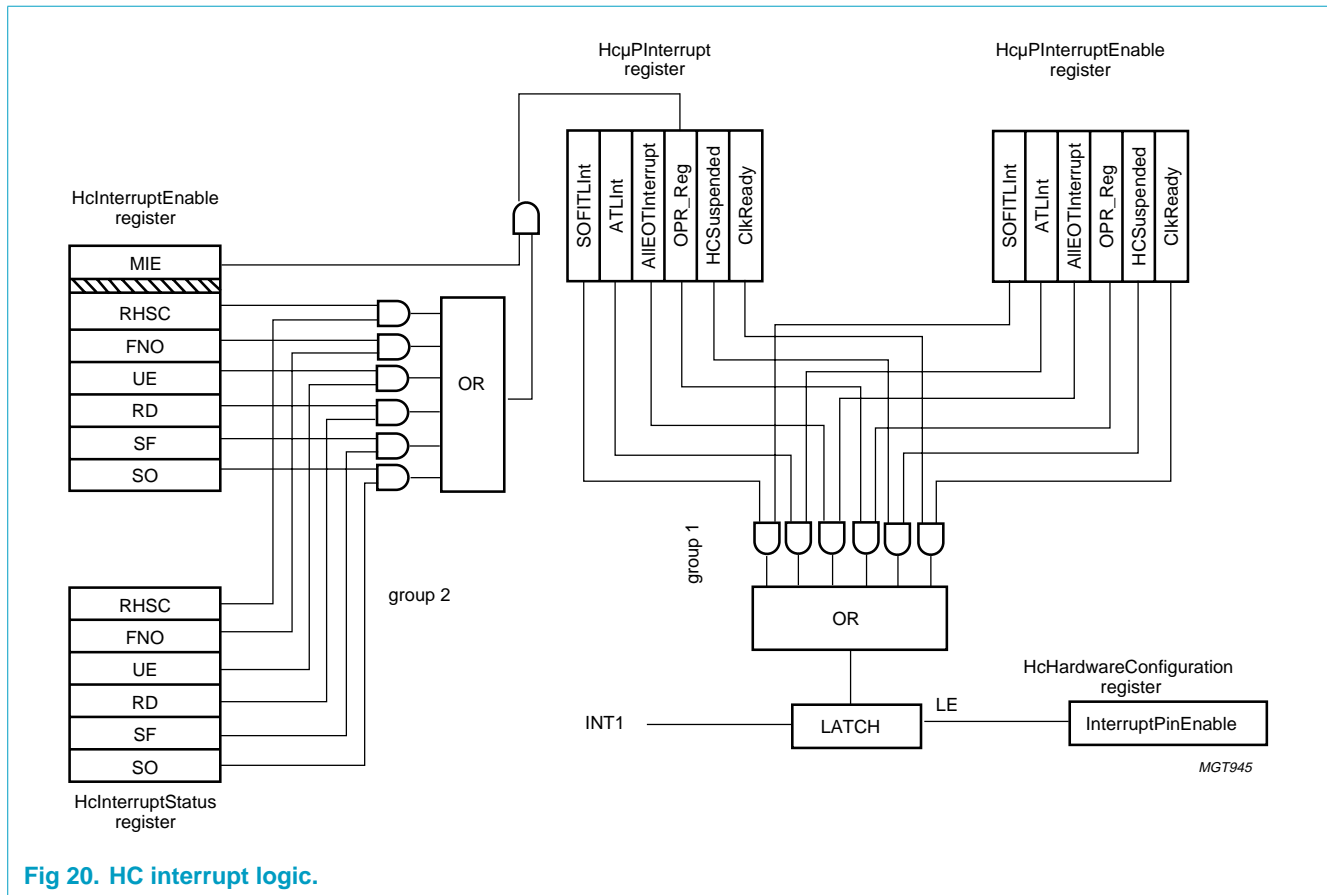 HcµPInterrupt
register
HcµPInterruptEnable
register
SOFITLInt
ATLInt
AllEOTInterrupt
OPR_Reg
HCSuspended
ClkReady
SOFITLInt
ATLInt
AllEOTInterrupt
OPR_Reg
HCSuspended
ClkReady
HcInterruptEnable
register
MIE
RHSC
FNO
UE
RD
SF
SO
OR
group 2
group 1
RHSC
FNO
UE
RD
SF
SO
HcInterruptStatus
register
OR
HcHardwareConfiguration
register
INT1
LATCH
LE
InterruptPinEnable
MGT945
Fig 20. HC interrupt logic.